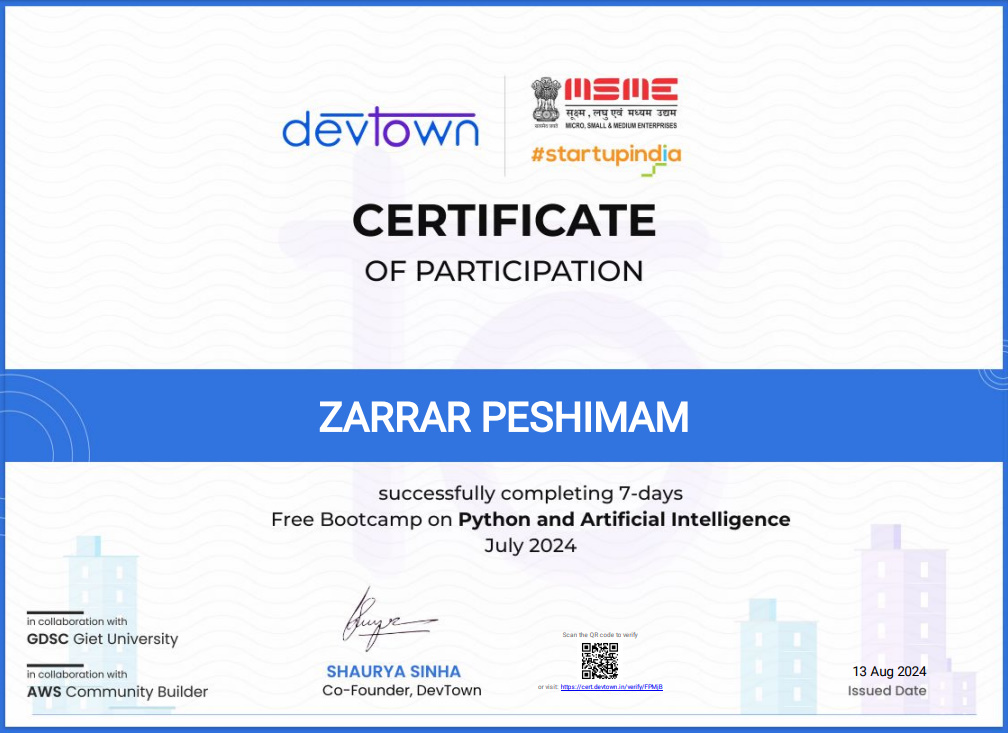 devtown
MSME
सूक्ष्म, लघु एवं मध्यम उद्यम
सत्यमेव जयते
MICRO, SMALL & MEDIUM ENTERPRISES
#startupindia
CERTIFICATE
OF PARTICIPATION
ZARRAR PESHIMAM
successfully completing 7-days
Free Bootcamp on Python and Artificial Intelligence
July 2024
in collaboration with
GDSC Giet University
in collaboration with
AWS Community Builder
SHAURYA SINHA
Co-Founder, DevTown
Scan the QR code to verify
or visit: https://cert.devtown.in/verify/FPMjB
13 Aug 2024
Issued Date